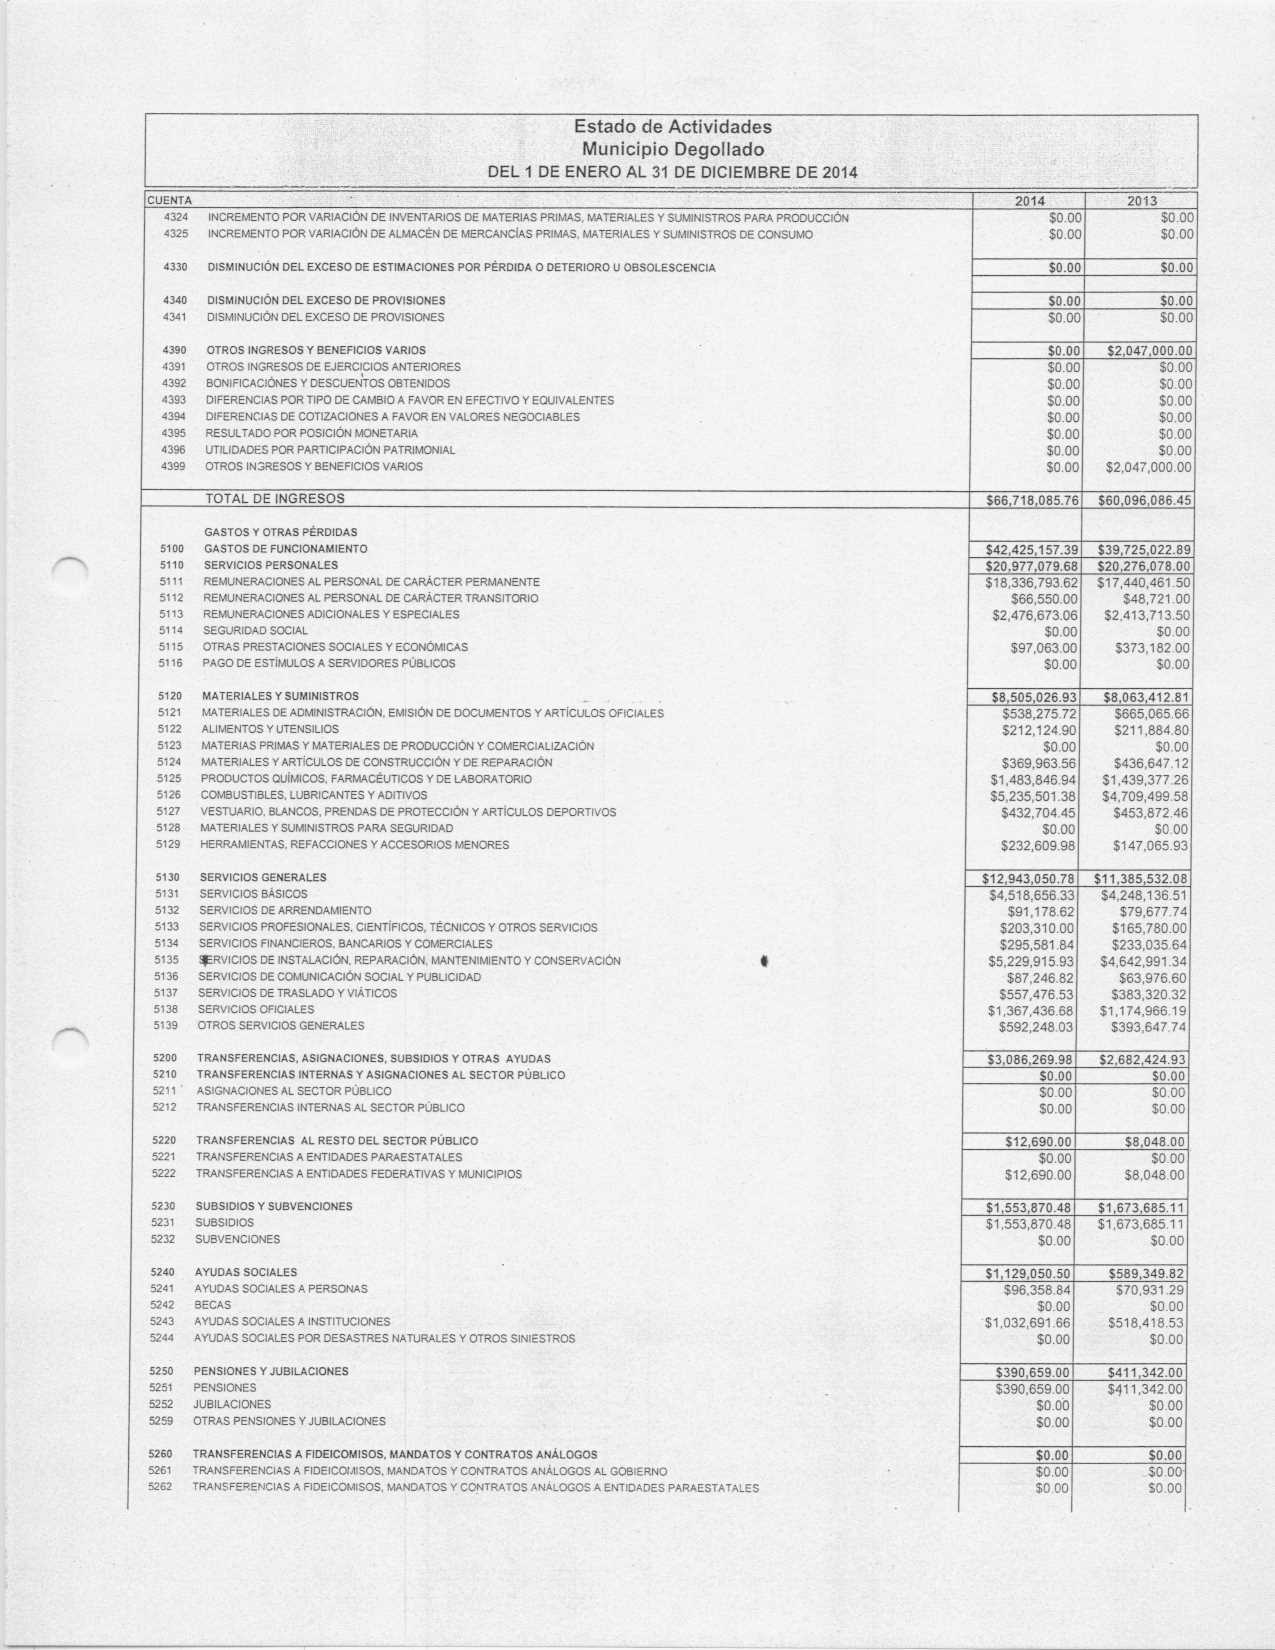 Estado de Actividades
Municipio Degollado
DEL 1 DE ENERO AL 31 DE DICIEMBRE DE 2014
CUENTA 2014 2013
4324 INCREMENTO POR VARIACIÓN DE INVENTARIOS DE MATERIAS PRIMAS, MATERIALES Y SUMINISTROS PARA PRODUCCIÓN $0.00 $0.00
4325 INCREMENTO POR VARIACIÓN DE ALMACÉN DE MERCANCÍAS PRIMAS, MATERIALES Y SUMINISTROS DE CONSUMO $0.00 $0.00
4330 DISMINUCIÓN DEL EXCESO DE ESTIMACIONES POR PÉRDIDA O DETERIORO U OBSOLESCENCIA $0.00 $0.00
4340 DISMINUCIÓN DEL EXCESO DE PROVISIONES $0.00 $0.00
4341 DISMINUCIÓN DEL EXCESO DE PROVISIONES $0.00 $0.00
4390 OTROS INGRESOS Y BENEFICIOS VARIOS $0.00 $2,047,000.00
4391 OTROS INGRESOS DE EJERCICIOS ANTERIORES $0.00 $0.00
4392 BONIFICACIÓNES Y DESCUENTOS OBTENIDOS $0.00 $0.00
4393 DIFERENCIAS POR TIPO DE CAMBIO A FAVOR EN EFECTIVO Y EQUIVALENTES $0.00 $0.00
4394 DIFERENCIAS DE COTIZACIONES A FAVOR EN VALORES NEGOCIABLES $0.00 $0.00
4395 RESULTADO POR POSICIÓN MONETARIA $0.00 $0.00
4396 UTILIDADES POR PARTICIPACIÓN PATRIMONIAL $0.00 $0.00
4399 OTROS INGRESOS Y BENEFICIOS VARIOS $0.00 $2,047,000.00
TOTAL DE INGRESOS $66,718,085.76 $60,096,086.45
GASTOS Y OTRAS PÉRDIDAS
5100 GASTOS DE FUNCIONAMIENTO $42,425,157.39 $39,725,022.89
5110 SERVICIOS PERSONALES $20,977,079.68 $20,276,078.00
5111 REMUNERACIONES AL PERSONAL DE CARÁCTER PERMANENTE $18,336,793.62 $17,440,461.50
5112 REMUNERACIONES AL PERSONAL DE CARÁCTER TRANSITORIO $66,550.00 $48,721.00
5113 REMUNERACIONES ADICIONALES Y ESPECIALES $2,476,673.06 $2,413,713.50
5114 SEGURIDAD SOCIAL $0.00 $0.00
5115 OTRAS PRESTACIONES SOCIALES Y ECONÓMICAS $97,063.00 $373,182.00
5116 PAGO DE ESTÍMULOS A SERVIDORES PÚBLICOS $0.00 $0.00
5120 MATERIALES Y SUMINISTROS $8,505,026.93 $8,063,412.81
5121 MATERIALES DE ADMINISTRACIÓN, EMISIÓN DE DOCUMENTOS Y ARTÍCULOS OFICIALES $538,275.72 $665,065.66
5122 ALIMENTOS Y UTENSILIOS $212,124.90 $211,884.80
5123 MATERIAS PRIMAS Y MATERIALES DE PRODUCCIÓN Y COMERCIALIZACIÓN $0.00 $0.00
5124 MATERIALES Y ARTÍCULOS DE CONSTRUCCIÓN Y DE REPARACIÓN $369,963.56 $436,647.12
5125 PRODUCTOS QUÍMICOS, FARMACÉUTICOS Y DE LABORATORIO $1,483,846.94 $1,439,377.26
5126 COMBUSTIBLES, LUBRICANTES Y ADITIVOS $5,235,501.38 $4,709,499.58
5127 VESTUARIO, BLANCOS, PRENDAS DE PROTECCIÓN Y ARTÍCULOS DEPORTIVOS $432,704.45 $453,872.46
5128 MATERIALES Y SUMINISTROS PARA SEGURIDAD $0.00 $0.00
5129 HERRAMIENTAS, REFACCIONES Y ACCESORIOS MENORES $232,609.98 $147,065.93
5130 SERVICIOS GENERALES $12,943,050.78 $11,385,532.08
5131 SERVICIOS BÁSICOS $4,518,656.33 $4,248,136.51
5132 SERVICIOS DE ARRENDAMIENTO $91,178.62 $79,677.74
5133 SERVICIOS PROFESIONALES, CIENTÍFICOS, TÉCNICOS Y OTROS SERVICIOS $203,310.00 $165,780.00
5134 SERVICIOS FINANCIEROS, BANCARIOS Y COMERCIALES $295,581.84 $233,035.64
5135 SERVICIOS DE INSTALACIÓN, REPARACIÓN, MANTENIMIENTO Y CONSERVACIÓN $5,229,915.93 $4,642,991.34
5136 SERVICIOS DE COMUNICACIÓN SOCIAL Y PUBLICIDAD $87,246.82 $63,976.60
5137 SERVICIOS DE TRASLADO Y VIÁTICOS $557,476.53 $383,320.32
5138 SERVICIOS OFICIALES $1,367,436.68 $1,174,966.19
5139 OTROS SERVICIOS GENERALES $592,248.03 $393,647.74
5200 TRANSFERENCIAS, ASIGNACIONES, SUBSIDIOS Y OTRAS AYUDAS $3,086,269.98 $2,682,424.93
5210 TRANSFERENCIAS INTERNAS Y ASIGNACIONES AL SECTOR PÚBLICO $0.00 $0.00
5211 ASIGNACIONES AL SECTOR PÚBLICO $0.00 $0.00
5212 TRANSFERENCIAS INTERNAS AL SECTOR PÚBLICO $0.00 $0.00
5220 TRANSFERENCIAS AL RESTO DEL SECTOR PÚBLICO $12,690.00 $8,048.00
5221 TRANSFERENCIAS A ENTIDADES PARAESTATALES $0.00 $0.00
5222 TRANSFERENCIAS A ENTIDADES FEDERATIVAS Y MUNICIPIOS $12,690.00 $8,048.00
5230 SUBSIDIOS Y SUBVENCIONES $1,553,870.48 $1,673,685.11
5231 SUBSIDIOS $1,553,870.48 $1,673,685.11
5232 SUBVENCIONES $0.00 $0.00
5240 AYUDAS SOCIALES $1,129,050.50 $589,349.82
5241 AYUDAS SOCIALES A PERSONAS $96,358.84 $70,931.29
5242 BECAS $0.00 $0.00
5243 AYUDAS SOCIALES A INSTITUCIONES $1,032,691.66 $518,418.53
5244 AYUDAS SOCIALES POR DESASTRES NATURALES Y OTROS SINIESTROS $0.00 $0.00
5250 PENSIONES Y JUBILACIONES $390,659.00 $411,342.00
5251 PENSIONES $390,659.00 $411,342.00
5252 JUBILACIONES $0.00 $0.00
5259 OTRAS PENSIONES Y JUBILACIONES $0.00 $0.00
5260 TRANSFERENCIAS A FIDEICOMISOS, MANDATOS Y CONTRATOS ANÁLOGOS $0.00 $0.00
5261 TRANSFERENCIAS A FIDEICOMISOS, MANDATOS Y CONTRATOS ANÁLOGOS AL GOBIERNO $0.00 $0.00
5262 TRANSFERENCIAS A FIDEICOMISOS, MANDATOS Y CONTRATOS ANÁLOGOS A ENTIDADES PARAESTATALES $0.00 $0.00